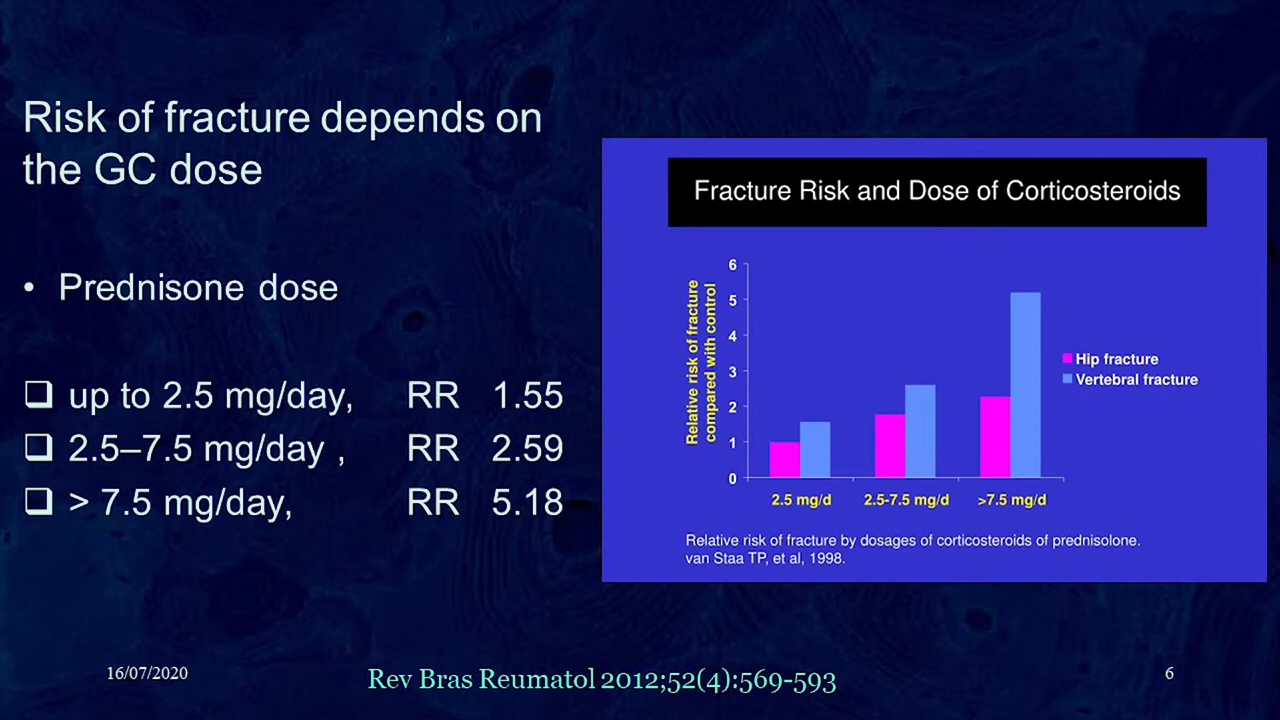 Risk of fracture depends on
the GC dose
• Prednisone dose
❑ up to 2.5 mg/day, RR 1.55
❑ 2.5–7.5 mg/day , RR 2.59
❑ > 7.5 mg/day, RR 5.18
Fracture Risk and Dose of Corticosteroids
Relative risk of fracture
compared with control
6
5
4
3
2
1
0
2.5 mg/d 2.5-7.5 mg/d >7.5 mg/d
Hip fracture
Vertebral fracture
Relative risk of fracture by dosages of corticosteroids of prednisolone.
van Staa TP, et al, 1998.
16/07/2020
Rev Bras Reumatol 2012;52(4):569-593
6